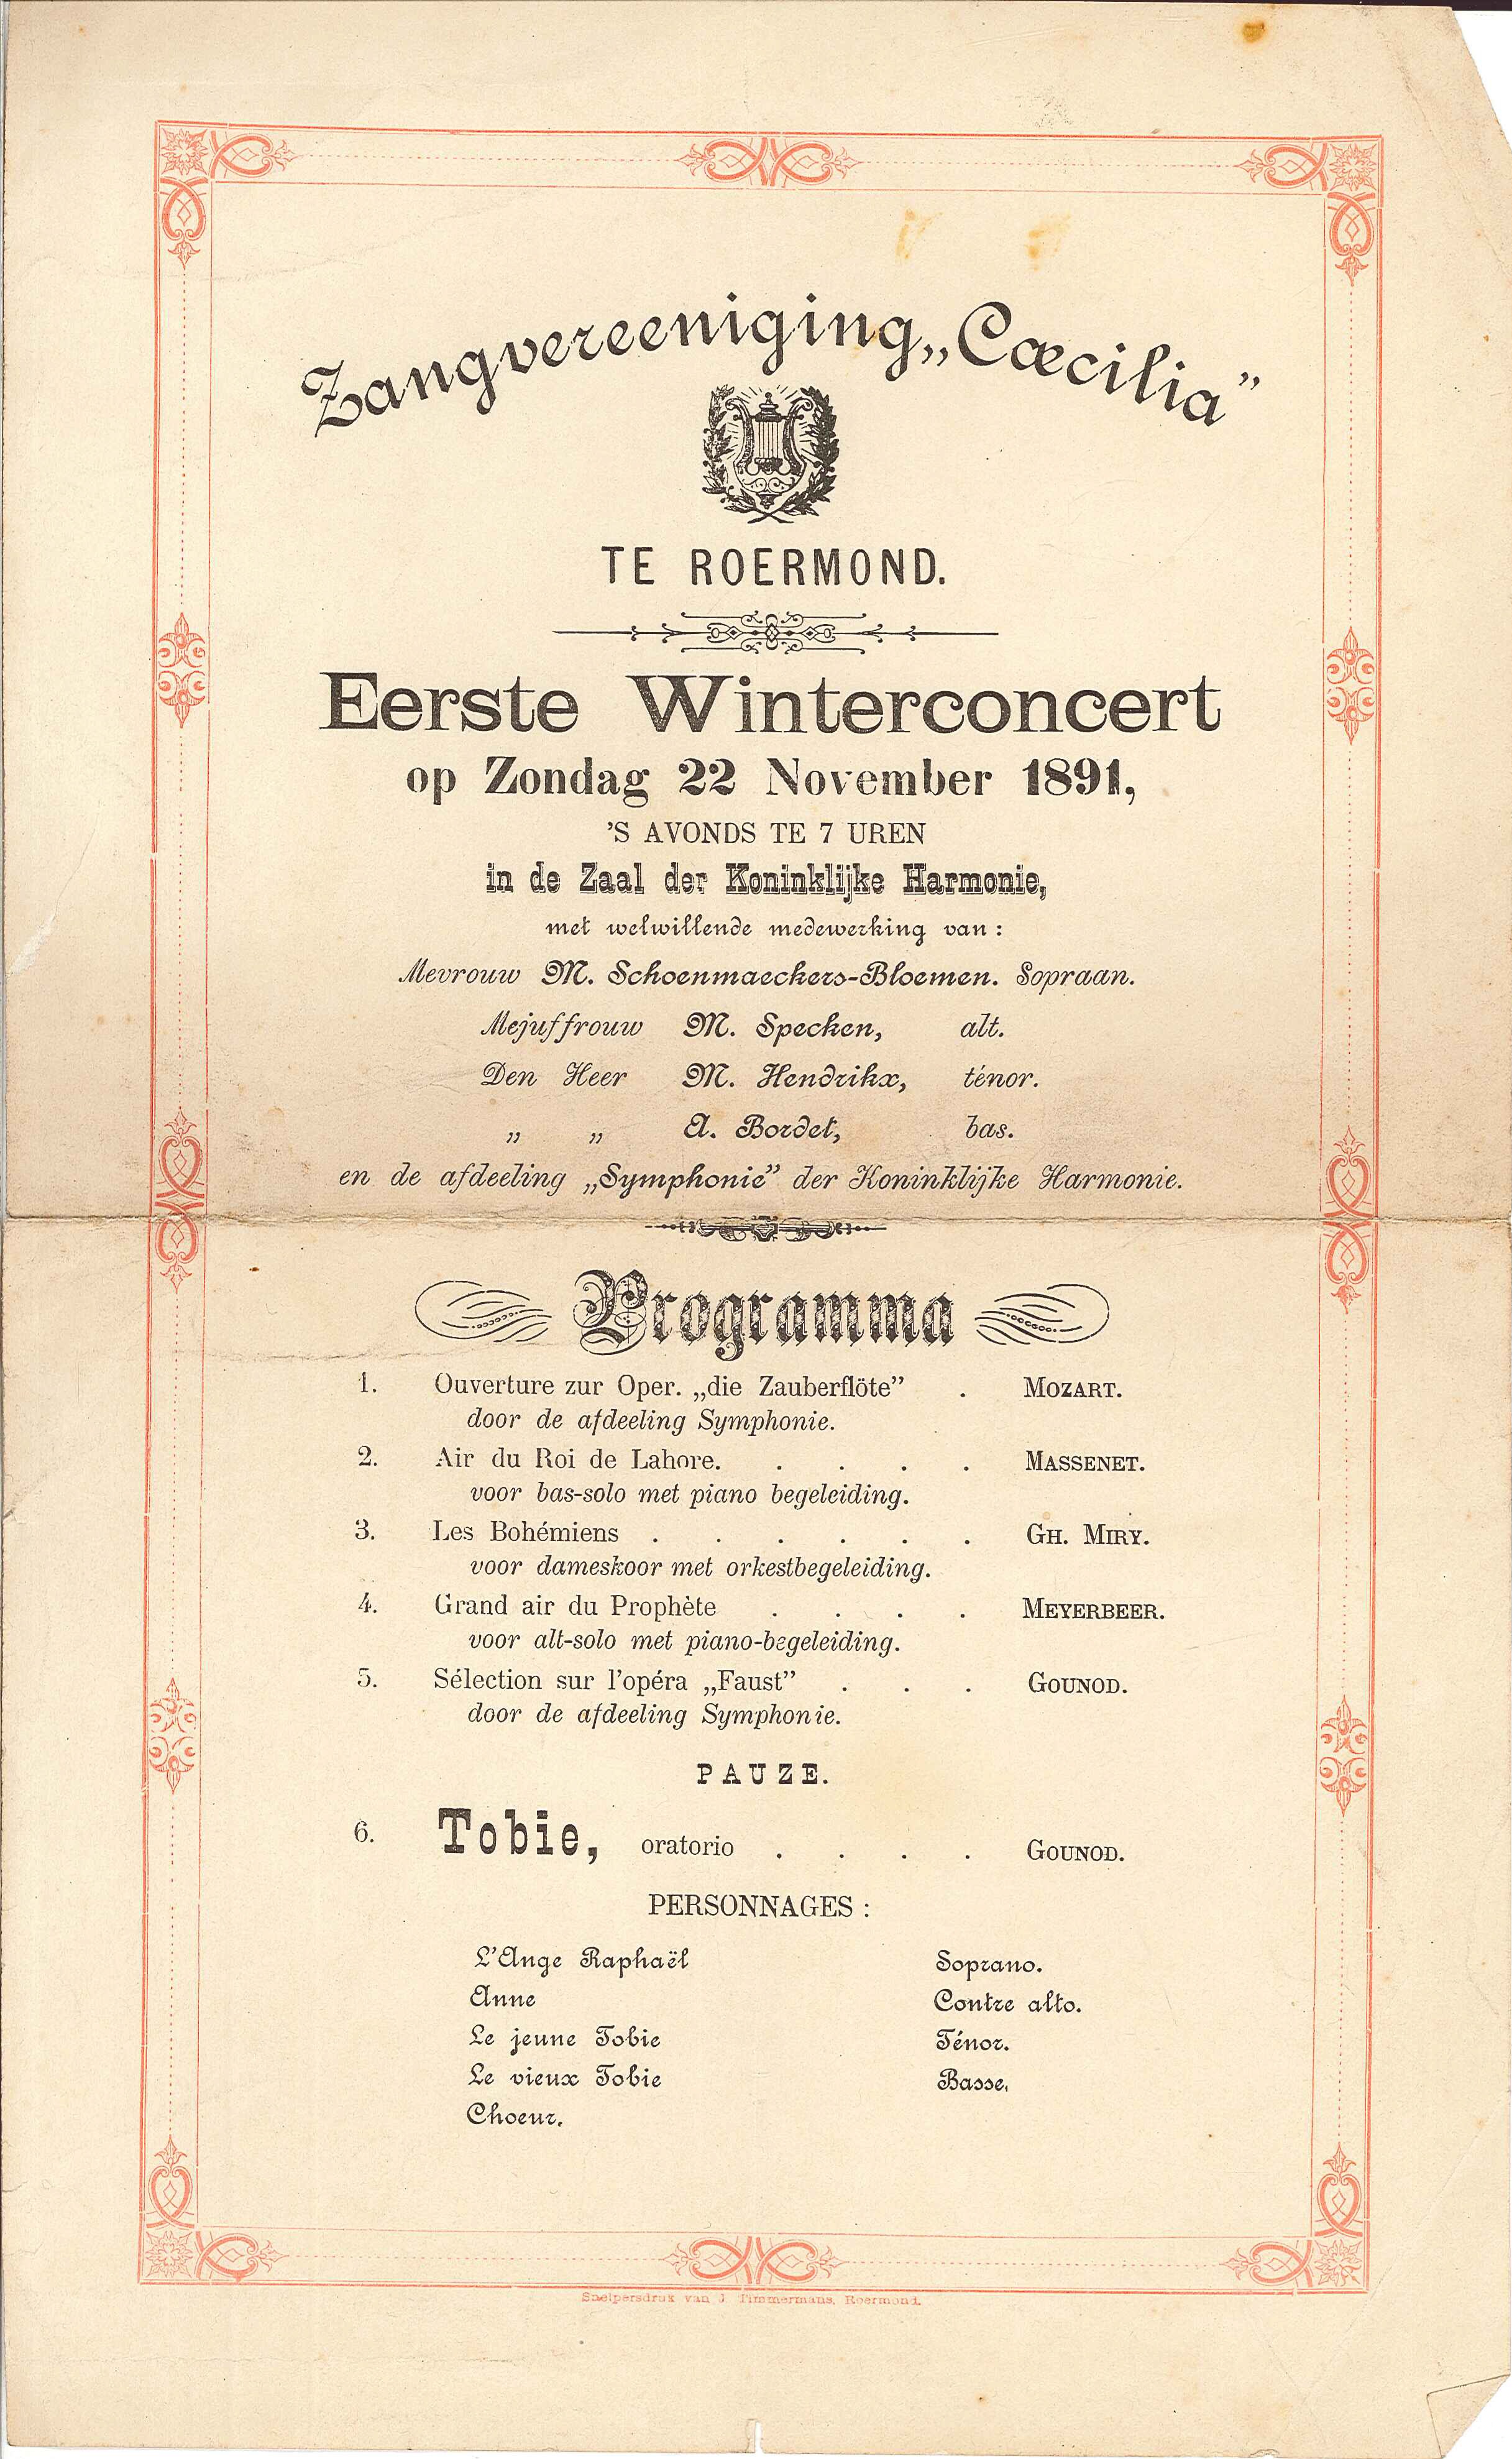 Zangvereeniging „Cœcilia”
TE ROERMOND.
Eerste Winterconcert
op Zondag 22 November 1891,
’S AVONDS TE 7 UREN
in de Zaal der Koninklijke Harmonie,
met welwillende medewerking van :
Mevrouw M. Schoenmaeckers-Bloemen. Sopraan.
Mejuffrouw M. Specken, alt.
Den Heer M. Hendrikx, ténor.
„ „ A. Bordet, bas.
en de afdeeling „Symphonie” der Koninklijke Harmonie.
Programma
1. Ouverture zur Oper. „die Zauberflöte” . MOZART.
door de afdeeling Symphonie.
2. Air du Roi de Lahore. . . . . MASSENET.
voor bas-solo met piano begeleiding.
3. Les Bohémiens . . . . . . GH. MIRY.
voor dameskoor met orkestbegeleiding.
4. Grand air du Prophète . . . . MEYERBEER.
voor alt-solo met piano-begeleiding.
5. Sélection sur l’opéra „Faust” . . . GOUNOD.
door de afdeeling Symphonie.
PAUZE.
6. Tobie, oratorio . . . . GOUNOD.
PERSONNAGES :
L’Ange Raphaël Soprano.
Anne Contre alto.
Le jeune Tobie Ténor.
Le vieux Tobie Basse.
Choeur.
Snelpersdruk van J. Timmermans, Roermond.